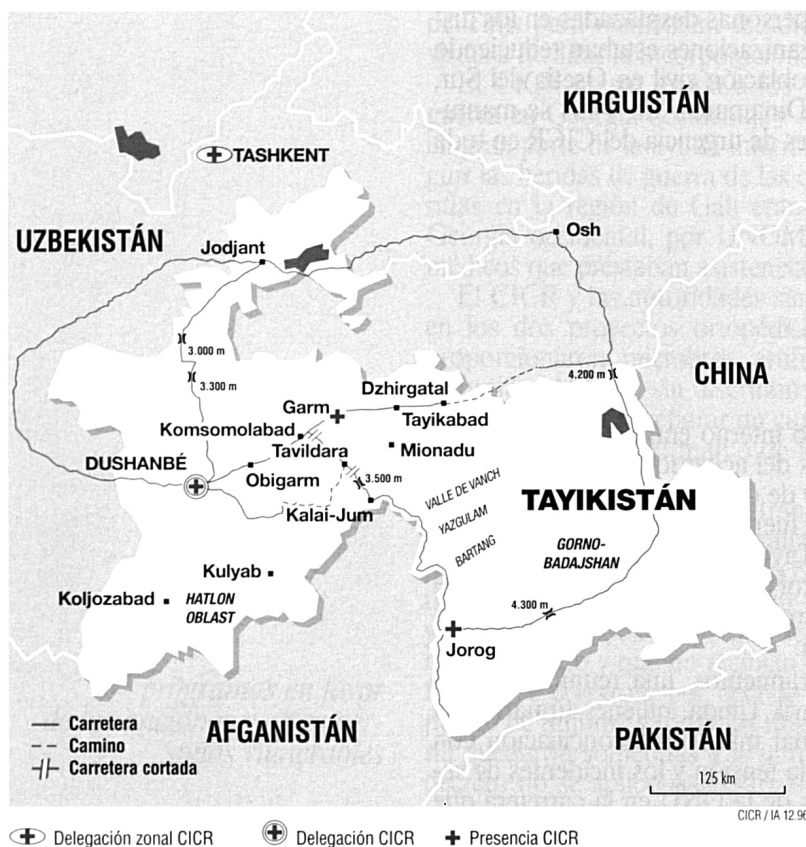 KIRGUISTÁN
TASHKENT
UZBEKISTÁN
Jodjant
Osh
3.000 m
3.300 m
4.200 m
CHINA
Dzhirgatal
Garm
Tayikabad
Komsomolabad
Tavildara
Mionadu
DUSHANBÉ
Obigarm
3.500 m
VALLE DE VANCH
TAYIKISTÁN
Kalai-Jum
YAZGULAM
BARTANG
GORNO-
BADAJSHAN
Kulyab
Koljozabad
HATLON
OBLAST
4.300 m
Jorog
Carretera
Camino
Carretera cortada
AFGANISTÁN
PAKISTÁN
125 km
CICR / IA 12.96
Delegación zonal CICR
Delegación CICR
Presencia CICR